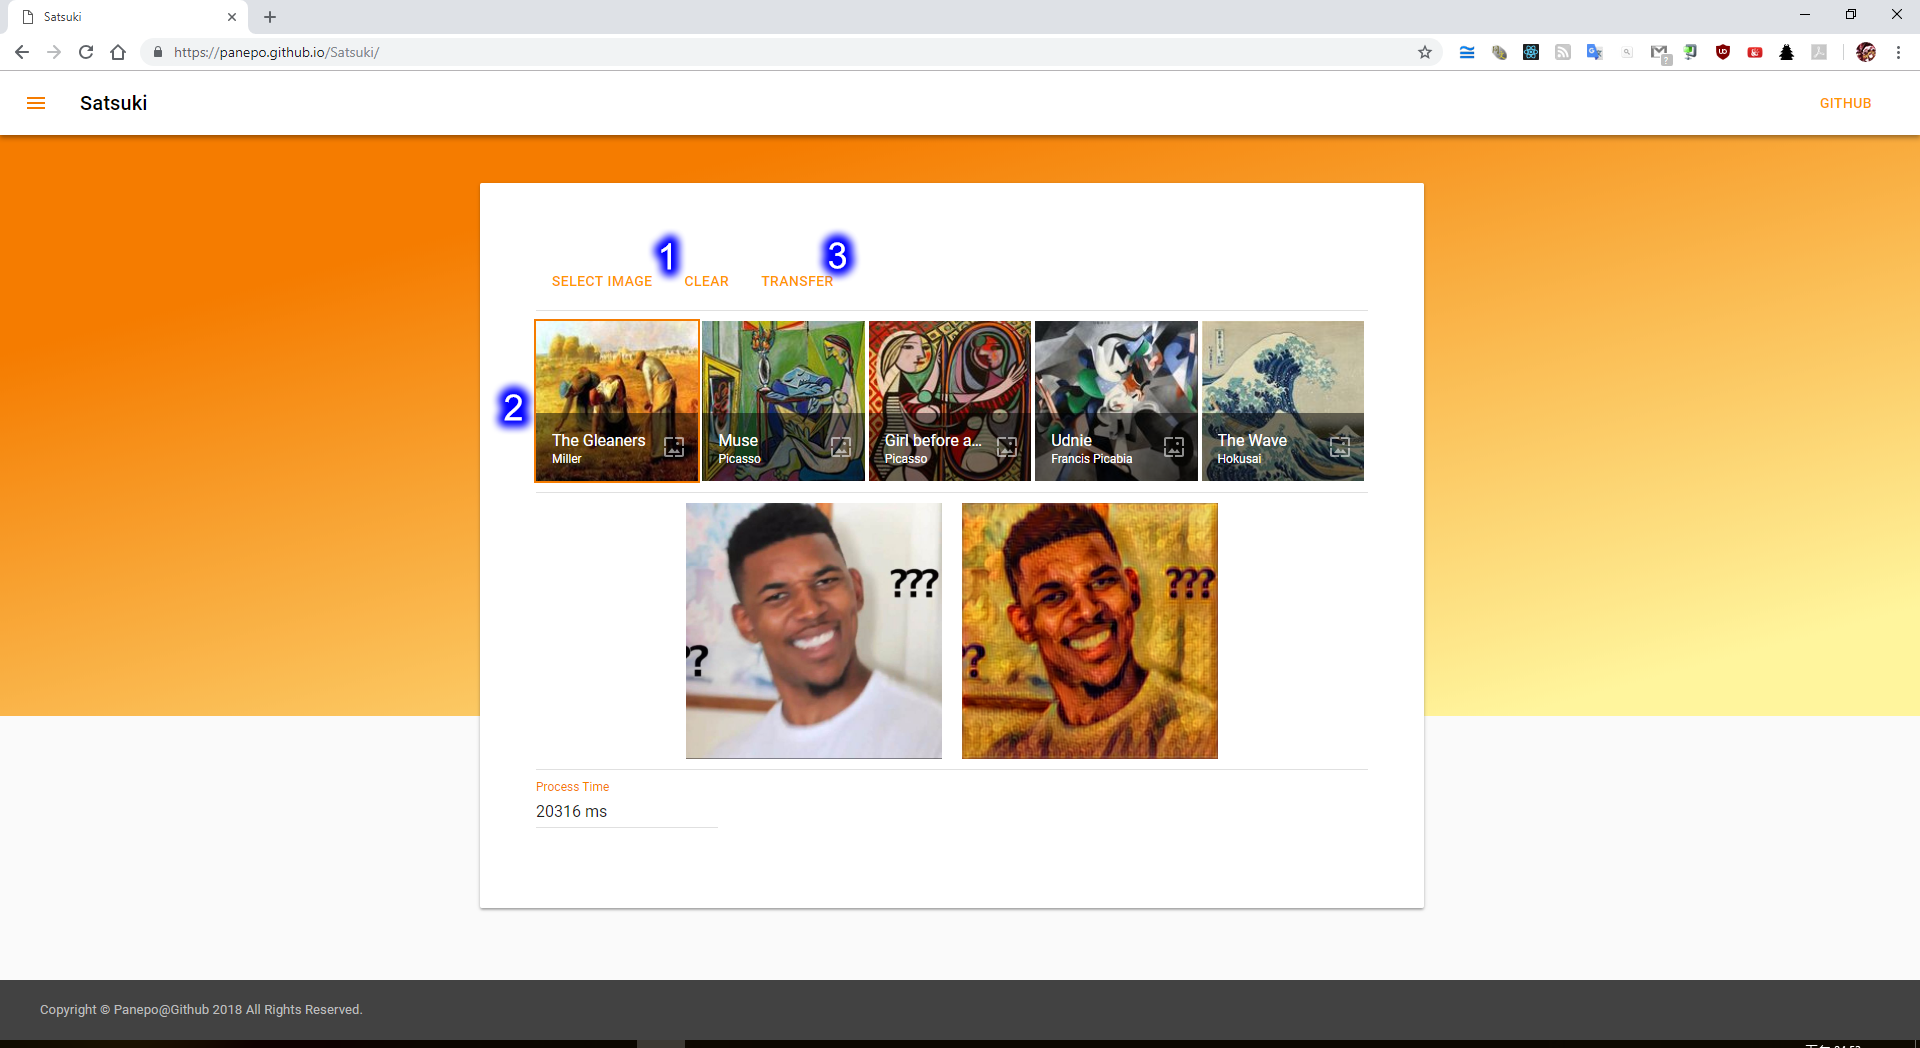 Satsuki
https://panepo.github.io/Satsuki/
Satsuki
GITHUB
1
3
SELECT IMAGE CLEAR TRANSFER
2
The Gleaners
Miller
Muse
Picasso
Girl before a...
Picasso
Udnie
Francis Picabia
The Wave
Hokusai
???
??
???
?
Process Time
20316 ms
Copyright © Panepo@Github 2018 All Rights Reserved.